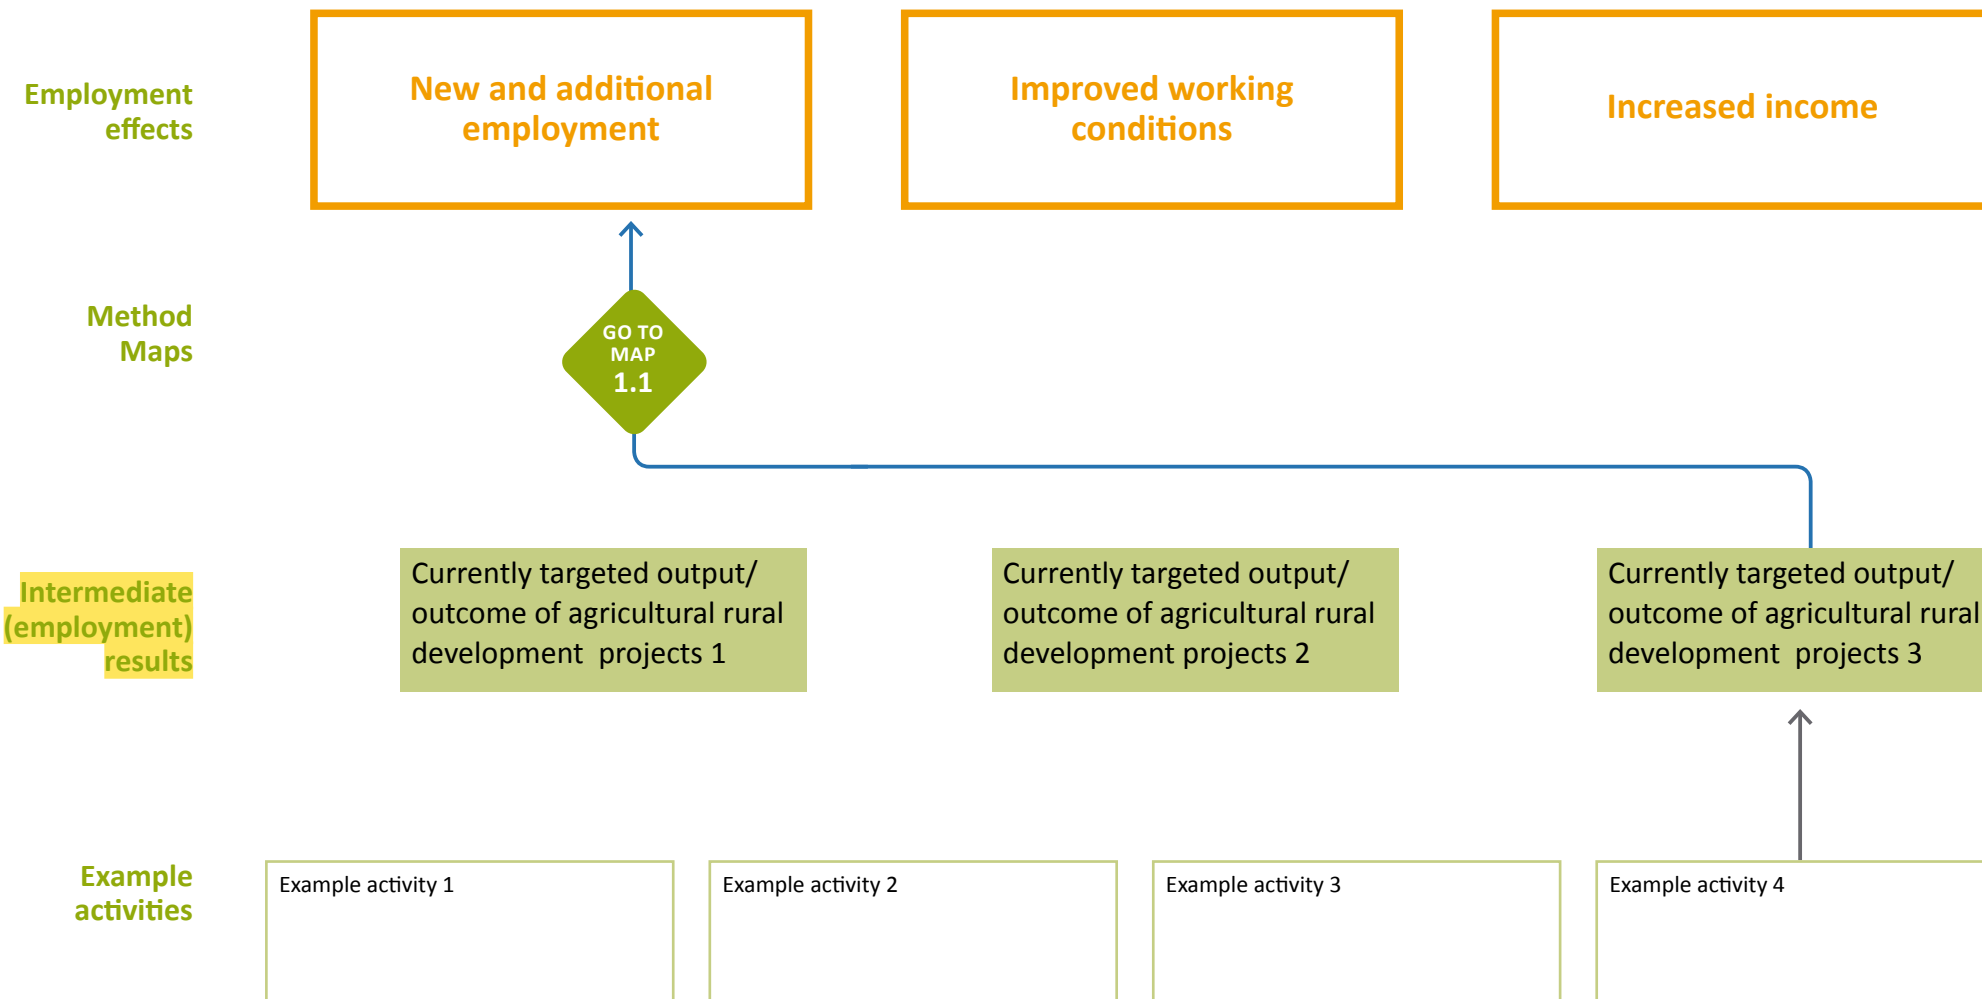 Employment
effects
New and additional
employment
Improved working
conditions
Increased income
Method
Maps
GO TO
MAP
1.1
Intermediate
(employment)
results
Currently targeted output/
outcome of agricultural rural
development projects 1
Currently targeted output/
outcome of agricultural rural
development projects 2
Currently targeted output/
outcome of agricultural rural
development projects 3
Example
activities
Example activity 1
Example activity 2
Example activity 3
Example activity 4